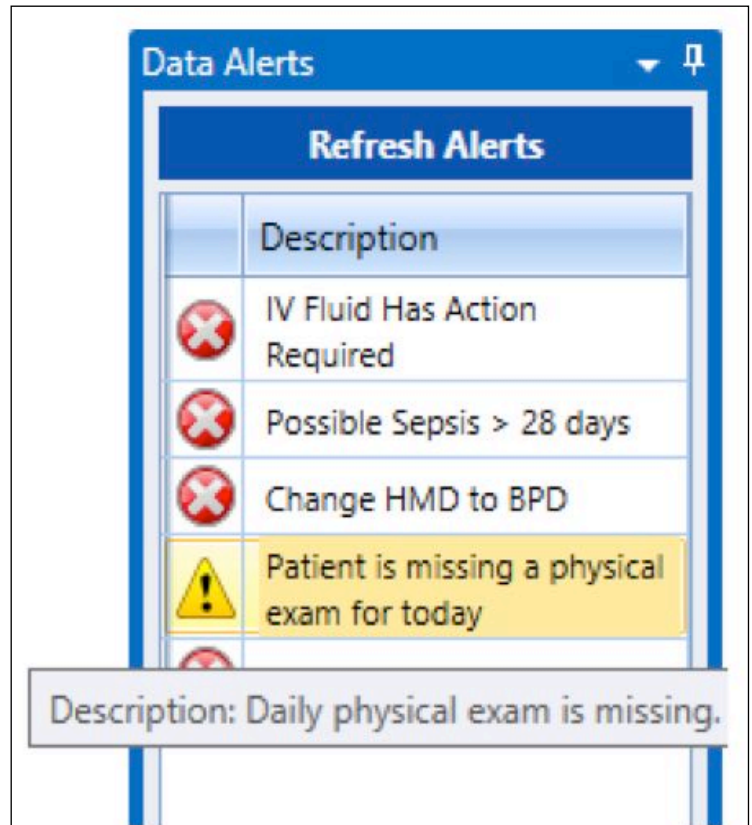 Data Alerts
Refresh Alerts
Description
IV Fluid Has Action
Required
Possible Sepsis > 28 days
Change HMD to BPD
Patient is missing a physical
exam for today
Description: Daily physical exam is missing.